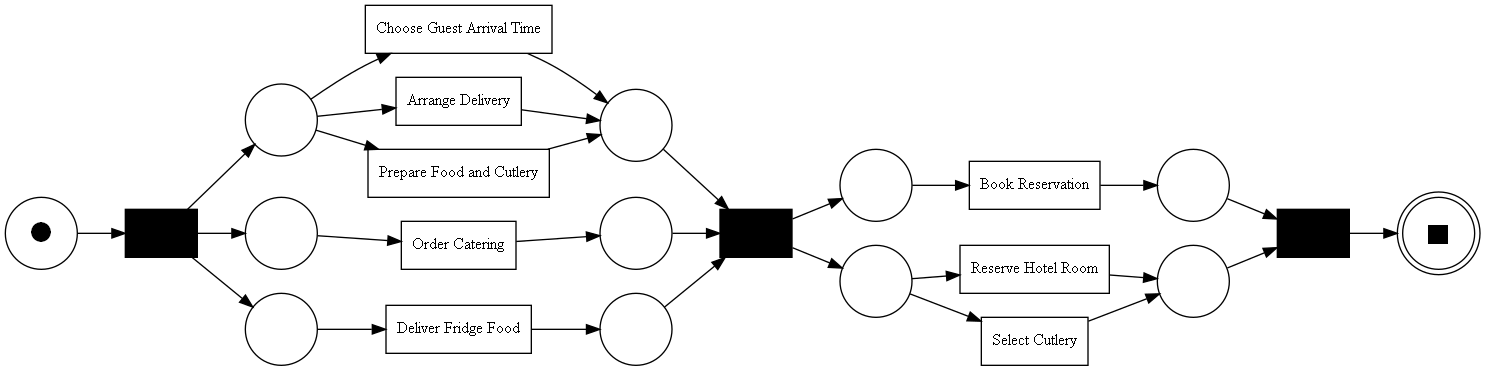 Choose Guest Arrival Time
Arrange Delivery
Prepare Food and Cutlery
Order Catering
Deliver Fridge Food
Book Reservation
Reserve Hotel Room
Select Cutlery